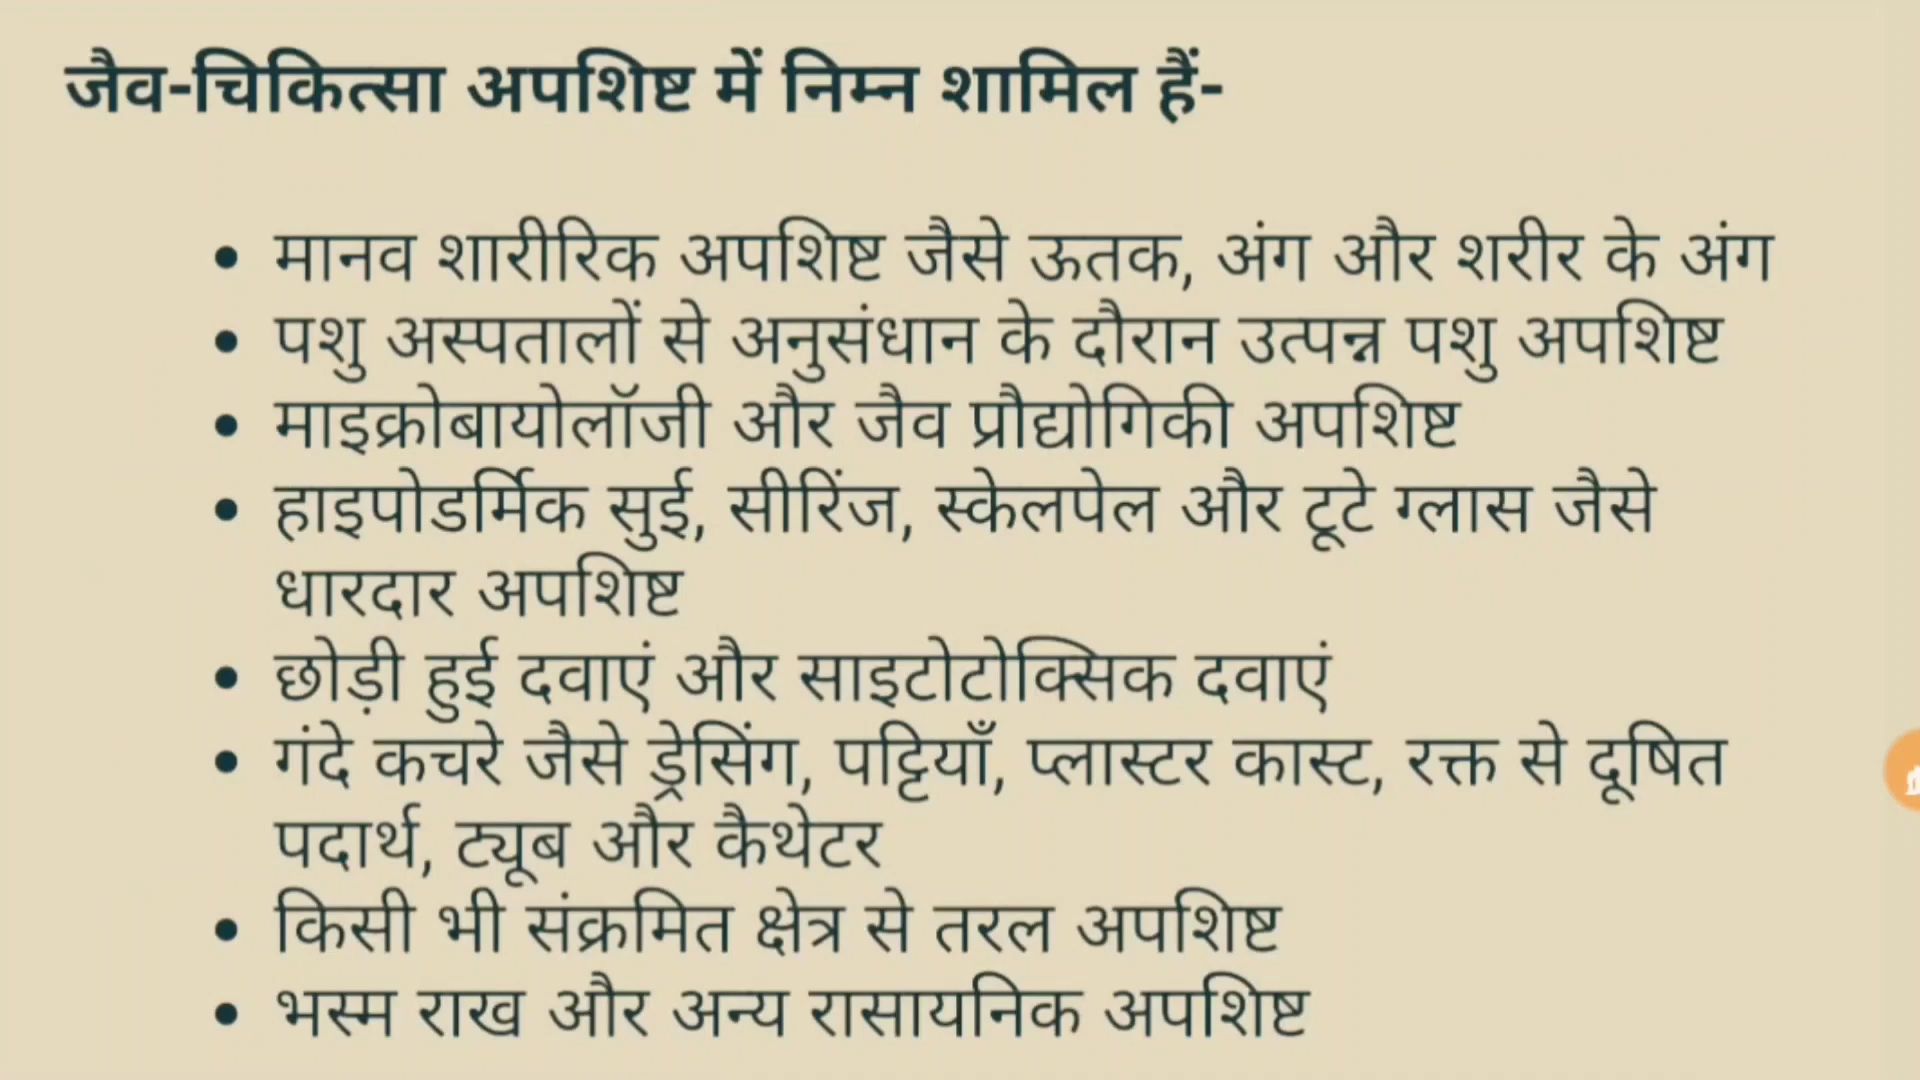 जैव-चिकित्सा अपशिष्ट में निम्न शामिल हैं-
• मानव शारीरिक अपशिष्ट जैसे ऊतक, अंग और शरीर के अंग
• पशु अस्पतालों से अनुसंधान के दौरान उत्पन्न पशु अपशिष्ट
• माइक्रोबायोलॉजी और जैव प्रौद्योगिकी अपशिष्ट
• हाइपोडर्मिक सुई, सीरिंज, स्केलपेल और टूटे ग्लास जैसे
धारदार अपशिष्ट
• छोड़ी हुई दवाएं और साइटोटोक्सिक दवाएं
• गंदे कचरे जैसे ड्रेसिंग, पट्टियाँ, प्लास्टर कास्ट, रक्त से दूषित
पदार्थ, ट्यूब और कैथेटर
• किसी भी संक्रमित क्षेत्र से तरल अपशिष्ट
• भस्म राख और अन्य रासायनिक अपशिष्ट